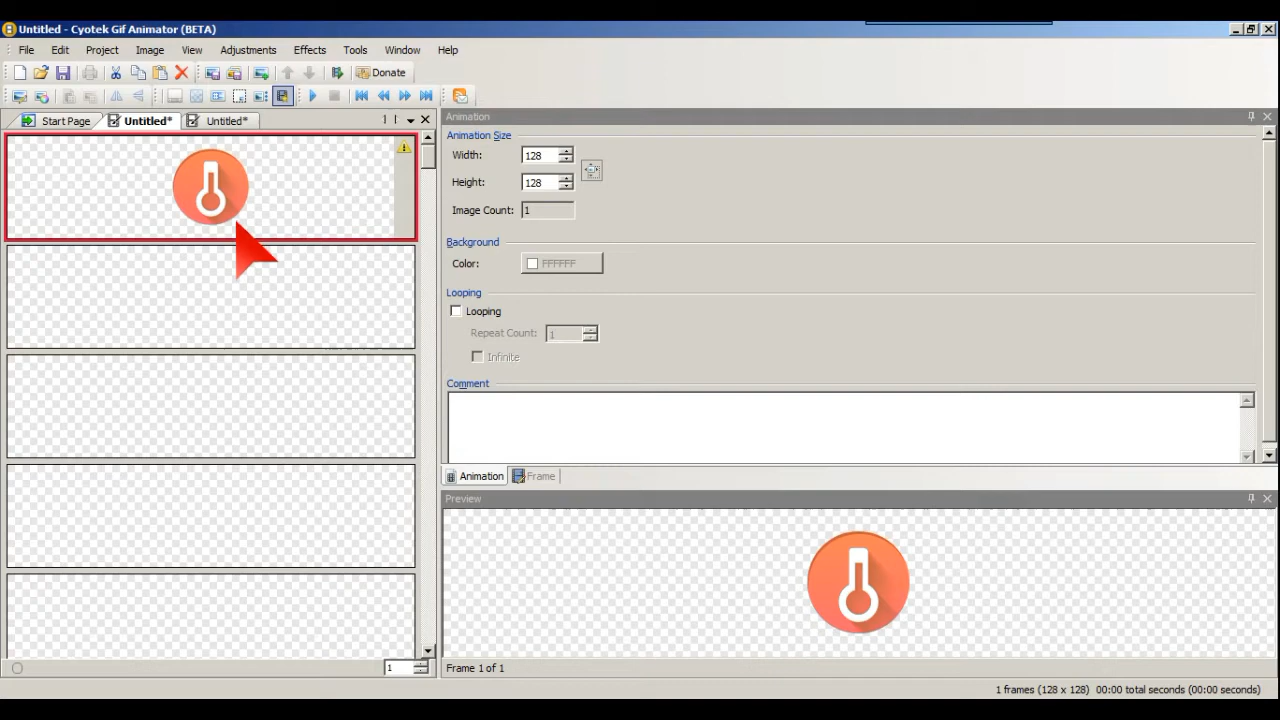 Untitled - Cyotek Gif Animator (BETA)
File Edit Project Image View Adjustments Effects Tools Window Help
Donate
Start Page Untitled* Untitled*
Animation
Animation Size
Width: 128
Height: 128
Image Count: 1
Background
Color: FFFFFF
Looping
Looping
Repeat Count: 1
Infinite
Comment
Animation Frame
Preview
1
Frame 1 of 1
1 frames (128 x 128) 00:00 total seconds (00:00 seconds)